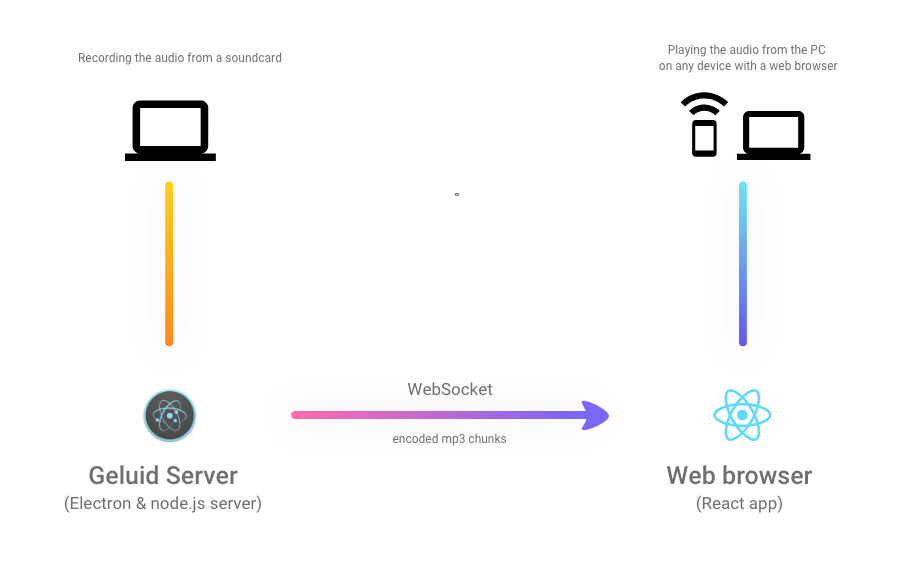 Recording the audio from a soundcard
Playing the audio from the PC
on any device with a web browser
WebSocket
encoded mp3 chunks
Geluid Server
(Electron & node.js server)
Web browser
(React app)